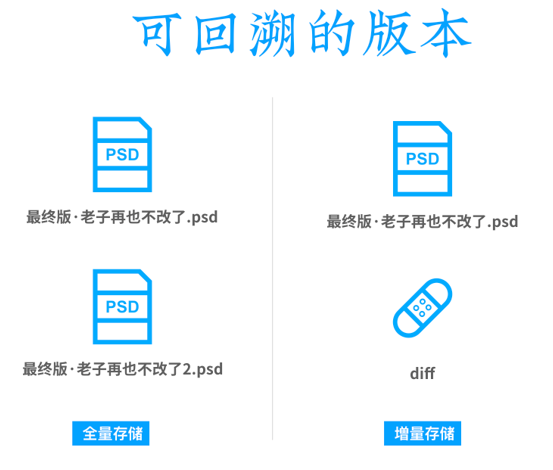 可回溯的版本
PSD
最终版·老子再也不改了.psd
PSD
最终版·老子再也不改了2.psd
全量存储
PSD
最终版·老子再也不改了.psd
diff
增量存储